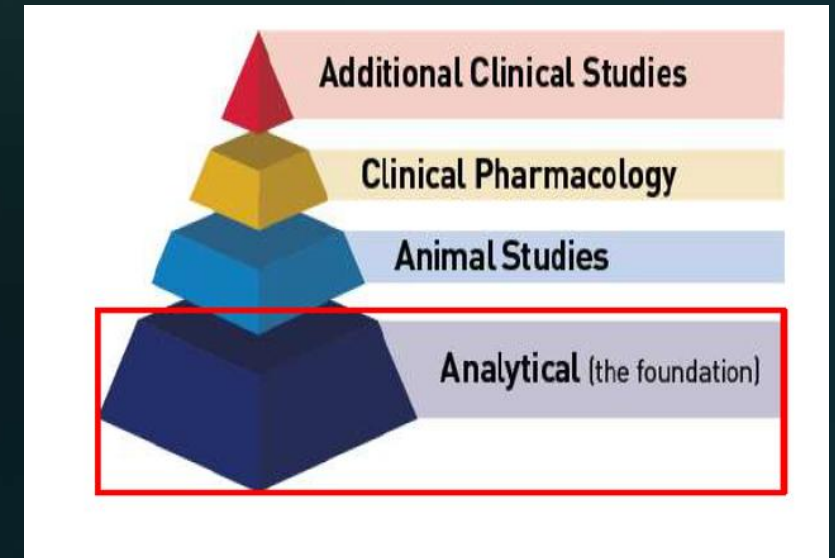 Additional Clinical Studies
Clinical Pharmacology
Animal Studies
Analytical (the foundation)